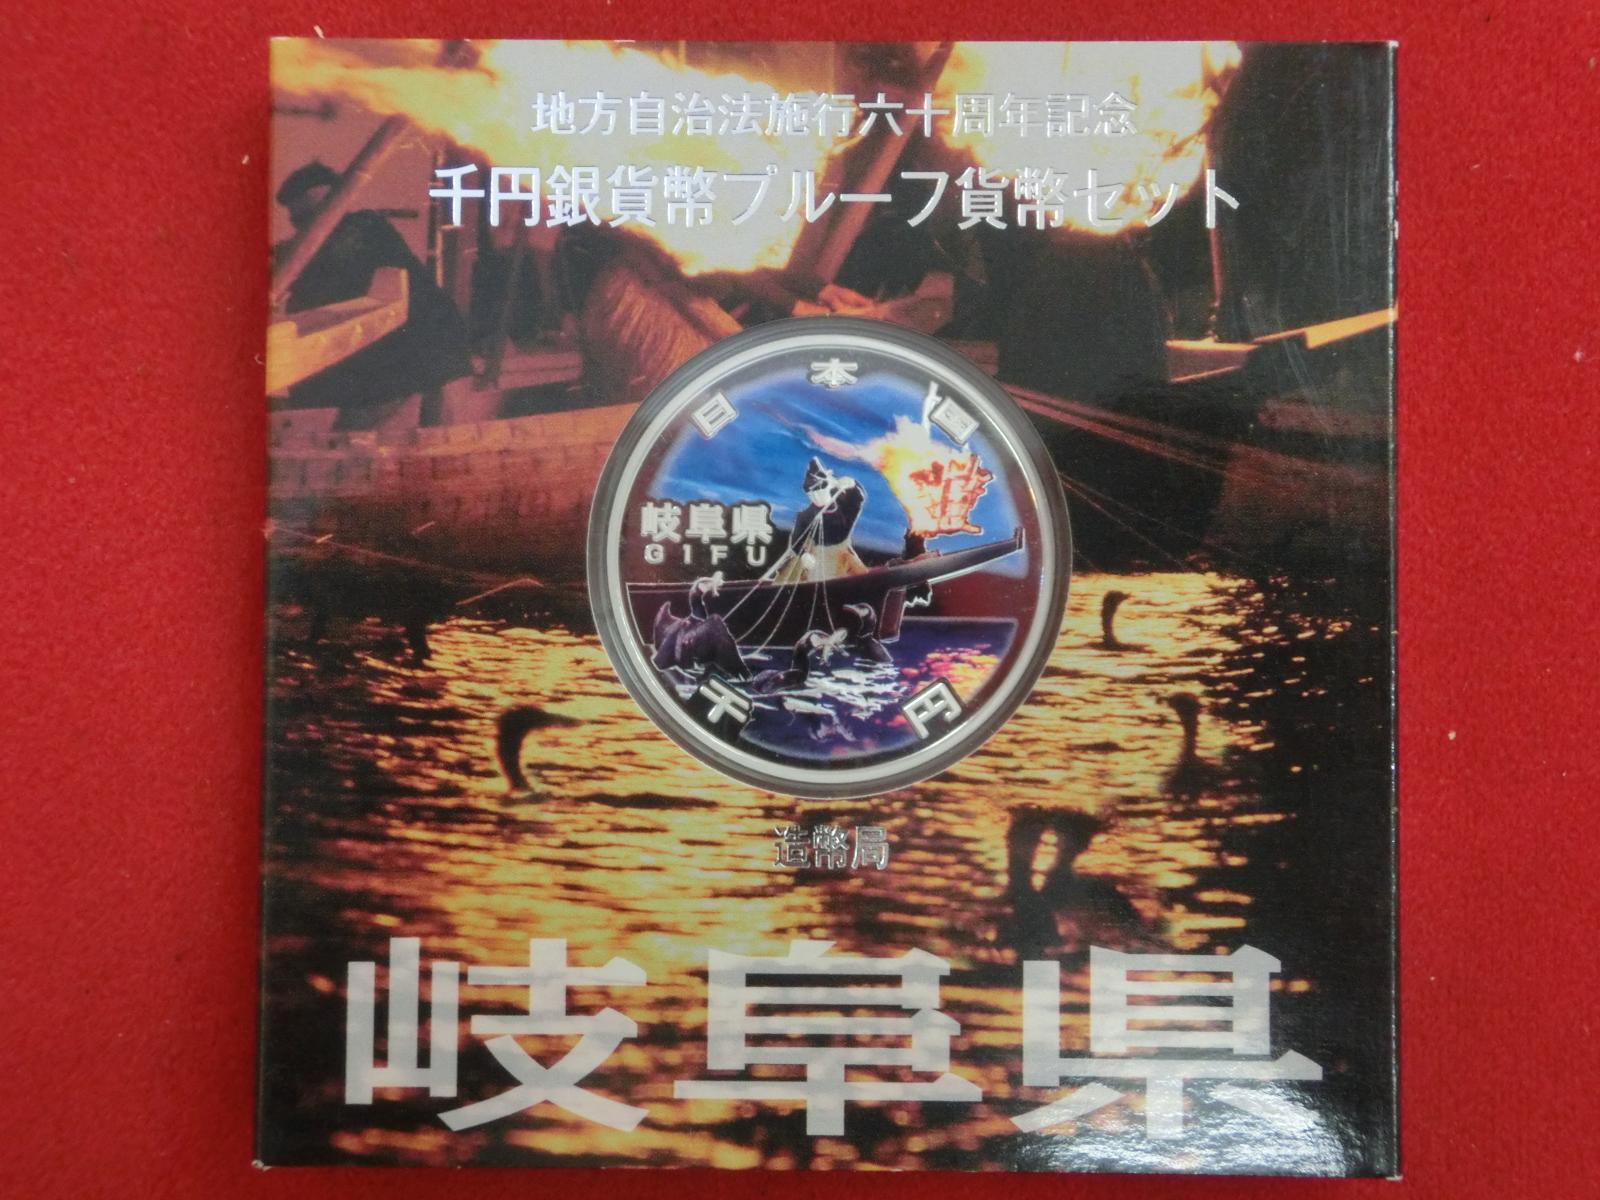 地方自治法施行六十周年記念
千円銀貨幣プルーフ貨幣セット
日本国
岐阜県
GIFU
千円
造幣局
岐阜県